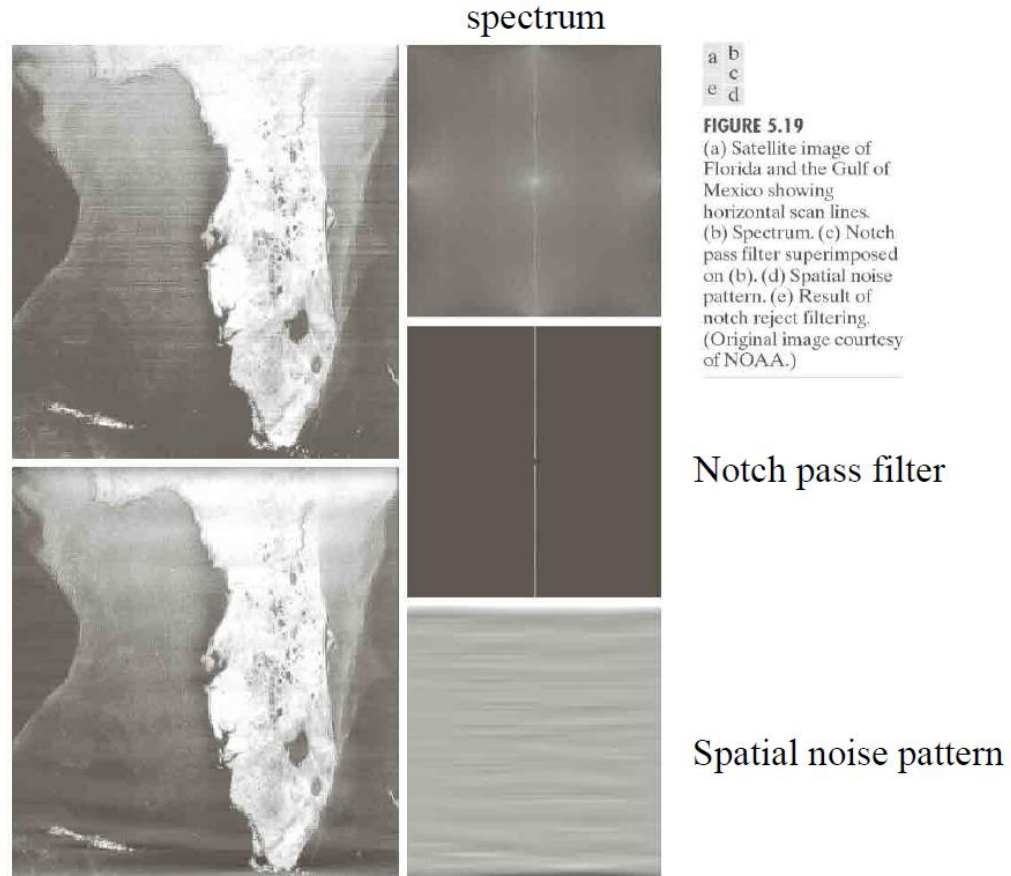 spectrum
a b
c
e d
FIGURE 5.19
(a) Satellite image of
Florida and the Gulf of
Mexico showing
horizontal scan lines.
(b) Spectrum. (c) Notch
pass filter superimposed
on (b). (d) Spatial noise
pattern. (e) Result of
notch reject filtering.
(Original image courtesy
of NOAA.)
Notch pass filter
Spatial noise pattern